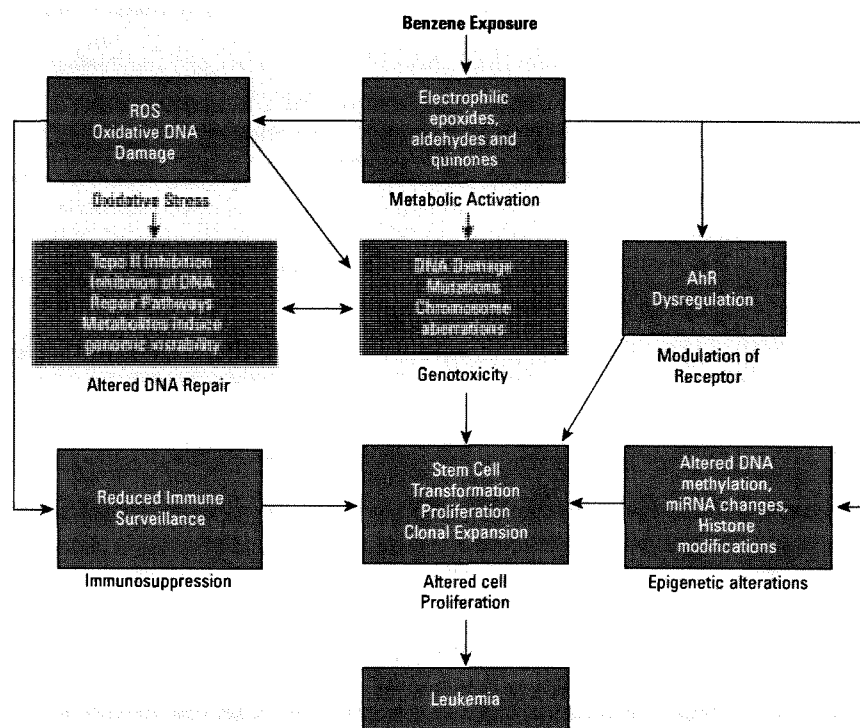 Benzene Exposure
ROS
Oxidative DNA
Damage
Electrophilic
epoxides,
aldehydes and
quinones
Oxidative Stress
Metabolic Activation
Topo II Inhibition
Inhibition of DNA
Repair Pathways
Metabolites induce
genomic instability
DNA Damage
Mutations
Chromosome
aberrations
AhR
Dysregulation
Altered DNA Repair
Genotoxicity
Modulation of
Receptor
Reduced Immune
Surveillance
Stem Cell
Transformation
Proliferation
Clonal Expansion
Altered DNA
methylation,
miRNA changes,
Histone
modifications
Immunosuppression
Altered cell
Proliferation
Epigenetic alterations
Leukemia